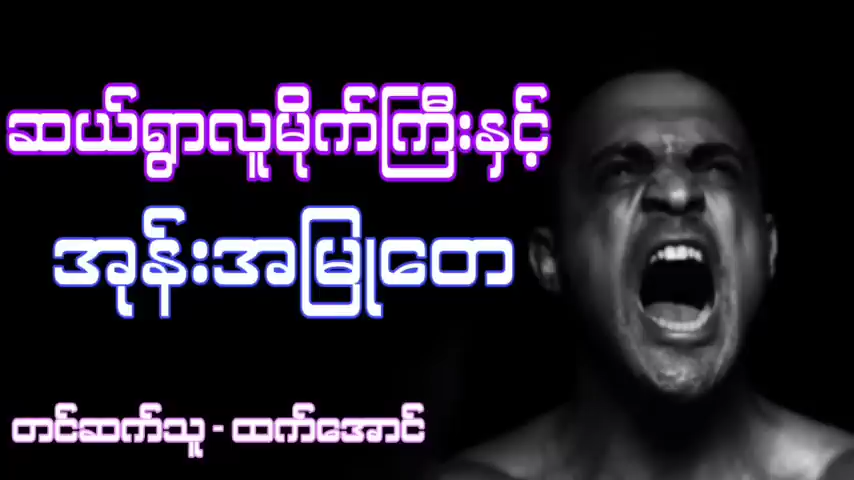 ဆယ်ရွာလူမိုက်ကြီးနှင့်
အုန်းအမြုတေ
တင်ဆက်သူ - ထက်အောင်